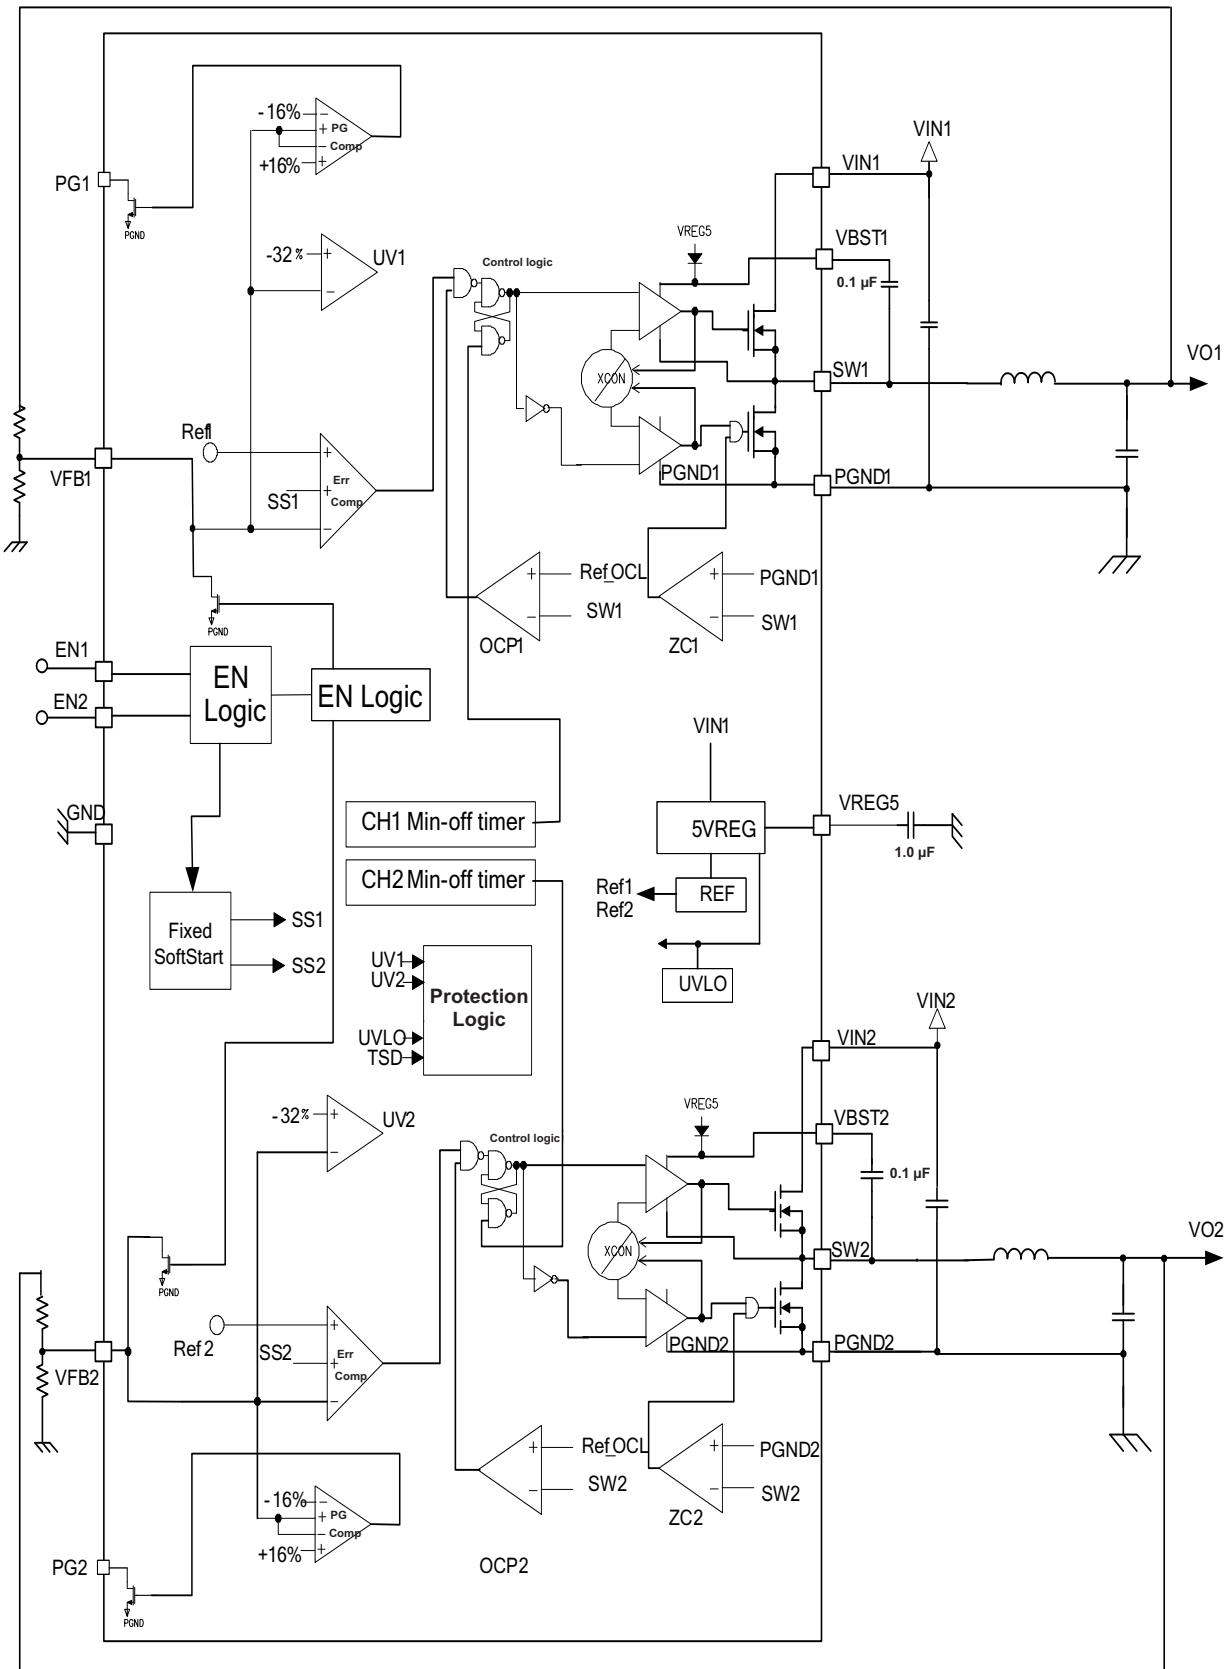 -16%
PG
Comp
+16%
PG1
PGND
-32%
UV1
Control logic
VREG5
VIN1
VIN1
VBST1
0.1 µF
XCON
SW1
VO1
Ref1
VFB1
SS1
Err
Comp
PGND1
PGND1
Ref_OCL
SW1
OCP1
PGND1
SW1
ZC1
PGND
EN1
EN2
EN
Logic
EN Logic
GND
VIN1
5VREG
VREG5
1.0 µF
CH1 Min-off timer
CH2 Min-off timer
REF
Ref1
Ref2
UVLO
Fixed
SoftStart
SS1
SS2
UV1
UV2
UVLO
TSD
Protection
Logic
VIN2
VIN2
-32%
UV2
Control logic
VREG5
VBST2
0.1 µF
XCON
SW2
VO2
PGND
Ref 2
VFB2
SS2
Err
Comp
PGND2
PGND2
Ref_OCL
SW2
OCP2
PGND2
SW2
ZC2
-16%
PG
Comp
+16%
PG2
PGND